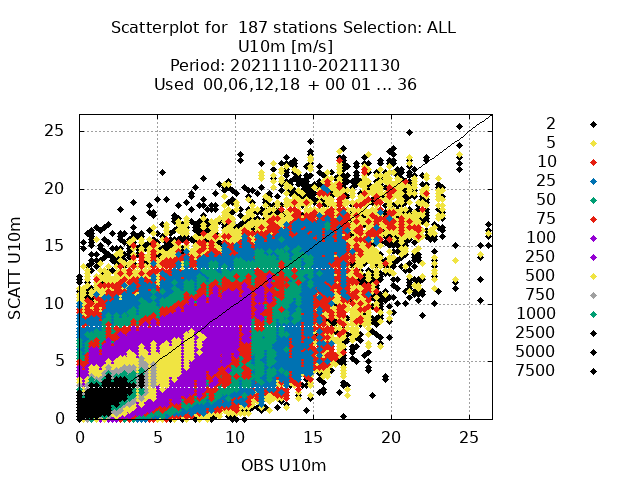 Scatterplot for  187 stations Selection: ALL
U10m [m/s]
Period: 20211110-20211130
Used  00,06,12,18  + 00 01 ... 36
SCATT U10m
25
20
15
10
5
0
0 5 10 15 20 25
OBS U10m
2
5
10
25
50
75
100
250
500
750
1000
2500
5000
7500